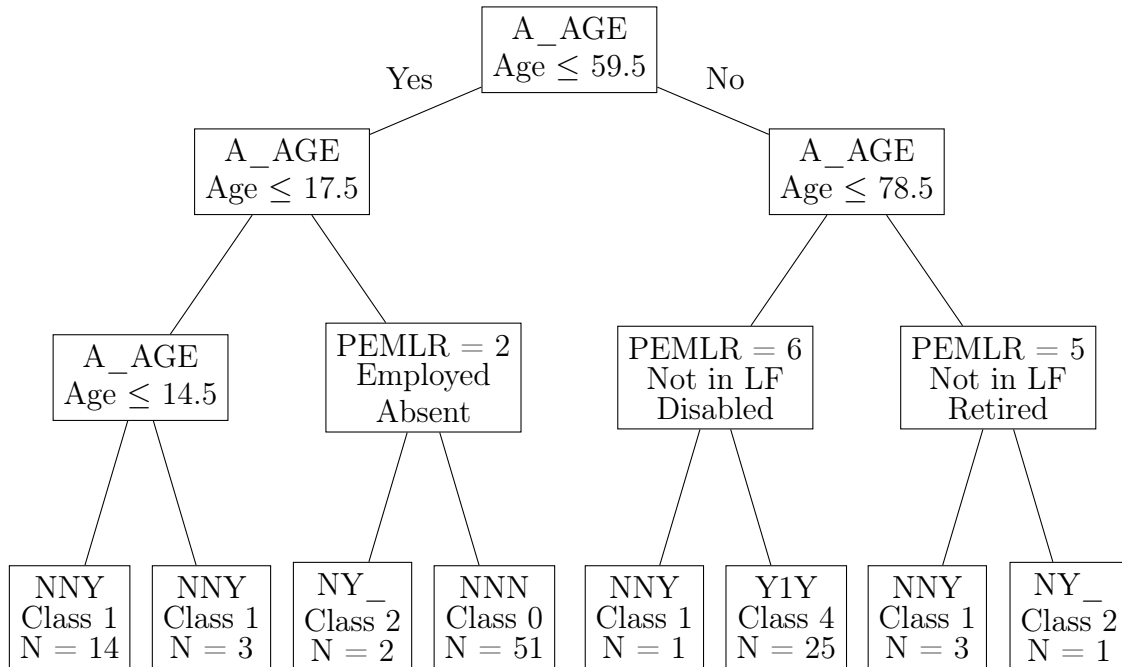 A_AGE
Age ≤ 59.5
Yes
No
A_AGE
Age ≤ 17.5
A_AGE
Age ≤ 78.5
A_AGE
Age ≤ 14.5
PEMLR = 2
Employed
Absent
PEMLR = 6
Not in LF
Disabled
PEMLR = 5
Not in LF
Retired
NNY
Class 1
N = 14
NNY
Class 1
N = 3
NY_
Class 2
N = 2
NNN
Class 0
N = 51
NNY
Class 1
N = 1
Y1Y
Class 4
N = 25
NNY
Class 1
N = 3
NY_
Class 2
N = 1